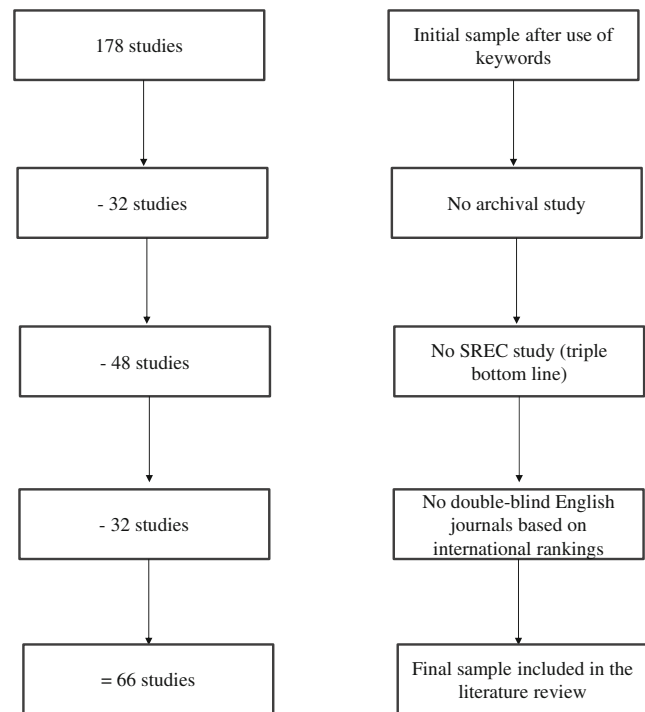 178 studies
Initial sample after use of
keywords
- 32 studies
No archival study
- 48 studies
No SREC study (triple
bottom line)
- 32 studies
No double-blind English
journals based on
international rankings
= 66 studies
Final sample included in the
literature review